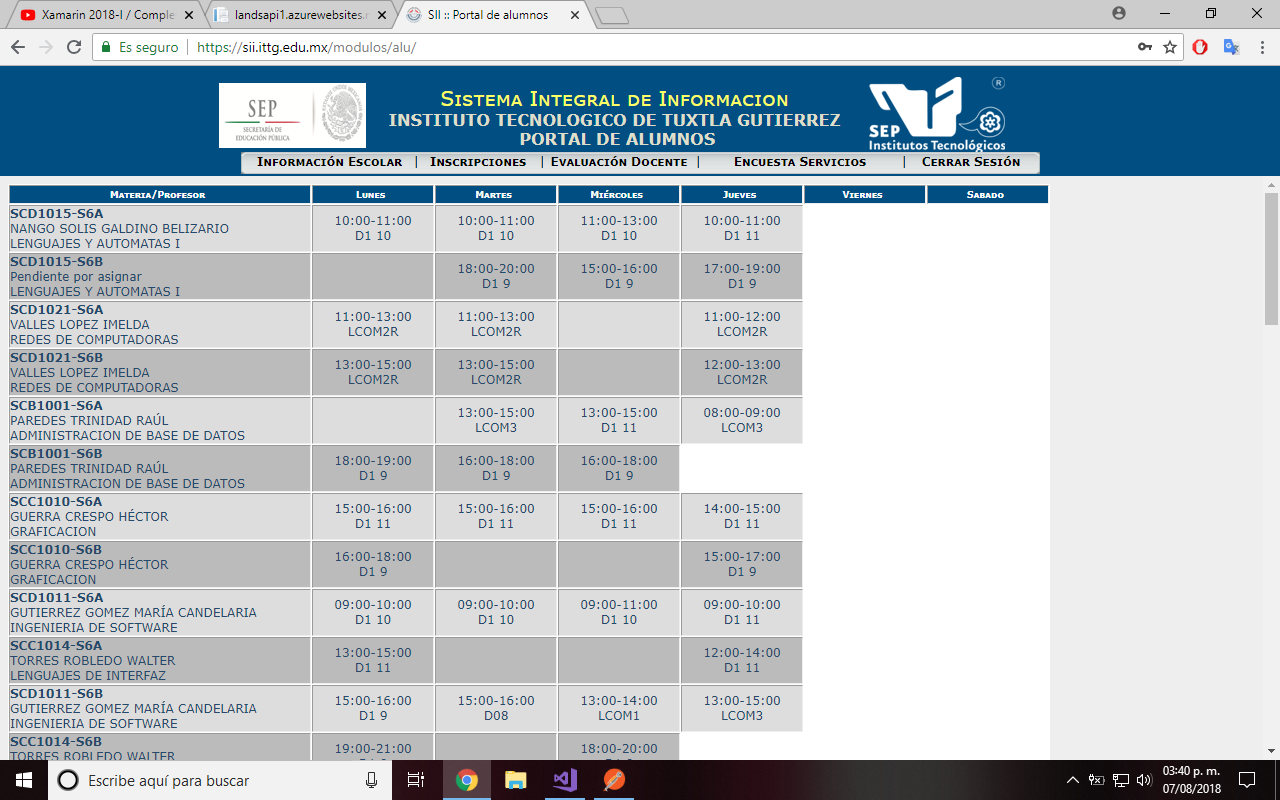 Xamarin 2018-I / Comple
landsapi1.azurewebsites.
SII :: Portal de alumnos
Es seguro
https://sii.ittg.edu.mx/modulos/alu/
SEP
SECRETARÍA DE
EDUCACIÓN PÚBLICA
SISTEMA INTEGRAL DE INFORMACION
INSTITUTO TECNOLOGICO DE TUXTLA GUTIERREZ
PORTAL DE ALUMNOS
®
SEP
Institutos Tecnológicos
INFORMACIÓN ESCOLAR | INSCRIPCIONES | EVALUACIÓN DOCENTE | ENCUESTA SERVICIOS | CERRAR SESIÓN
MATERIA/PROFESOR LUNES MARTES MIÉRCOLES JUEVES VIERNES SABADO
SCD1015-S6A
NANGO SOLIS GALDINO BELIZARIO
LENGUAJES Y AUTOMATAS I
10:00-11:00 10:00-11:00 11:00-13:00 10:00-11:00
D1 10 D1 10 D1 10 D1 11
SCD1015-S6B
Pendiente por asignar
LENGUAJES Y AUTOMATAS I
18:00-20:00 15:00-16:00 17:00-19:00
D1 9 D1 9 D1 9
SCD1021-S6A
VALLES LOPEZ IMELDA
REDES DE COMPUTADORAS
11:00-13:00 11:00-13:00 11:00-12:00
LCOM2R LCOM2R LCOM2R
SCD1021-S6B
VALLES LOPEZ IMELDA
REDES DE COMPUTADORAS
13:00-15:00 13:00-15:00 12:00-13:00
LCOM2R LCOM2R LCOM2R
SCB1001-S6A
PAREDES TRINIDAD RAÚL
ADMINISTRACION DE BASE DE DATOS
13:00-15:00 13:00-15:00 08:00-09:00
LCOM3 D1 11 LCOM3
SCB1001-S6B
PAREDES TRINIDAD RAÚL
ADMINISTRACION DE BASE DE DATOS
18:00-19:00 16:00-18:00 16:00-18:00
D1 9 D1 9 D1 9
SCC1010-S6A
GUERRA CRESPO HÉCTOR
GRAFICACION
15:00-16:00 15:00-16:00 15:00-16:00 14:00-15:00
D1 11 D1 11 D1 11 D1 11
SCC1010-S6B
GUERRA CRESPO HÉCTOR
GRAFICACION
16:00-18:00 15:00-17:00
D1 9 D1 9
SCD1011-S6A
GUTIERREZ GOMEZ MARÍA CANDELARIA
INGENIERIA DE SOFTWARE
09:00-10:00 09:00-10:00 09:00-11:00 09:00-10:00
D1 10 D1 10 D1 10 D1 11
SCC1014-S6A
TORRES ROBLEDO WALTER
LENGUAJES DE INTERFAZ
13:00-15:00 12:00-14:00
D1 11 D1 11
SCD1011-S6B
GUTIERREZ GOMEZ MARÍA CANDELARIA
INGENIERIA DE SOFTWARE
15:00-16:00 15:00-16:00 13:00-14:00 13:00-15:00
D1 9 D08 LCOM1 LCOM3
SCC1014-S6B
TORRES ROBLEDO WALTER
19:00-21:00 18:00-20:00
Escribe aquí para buscar
03:40 p. m.
07/08/2018